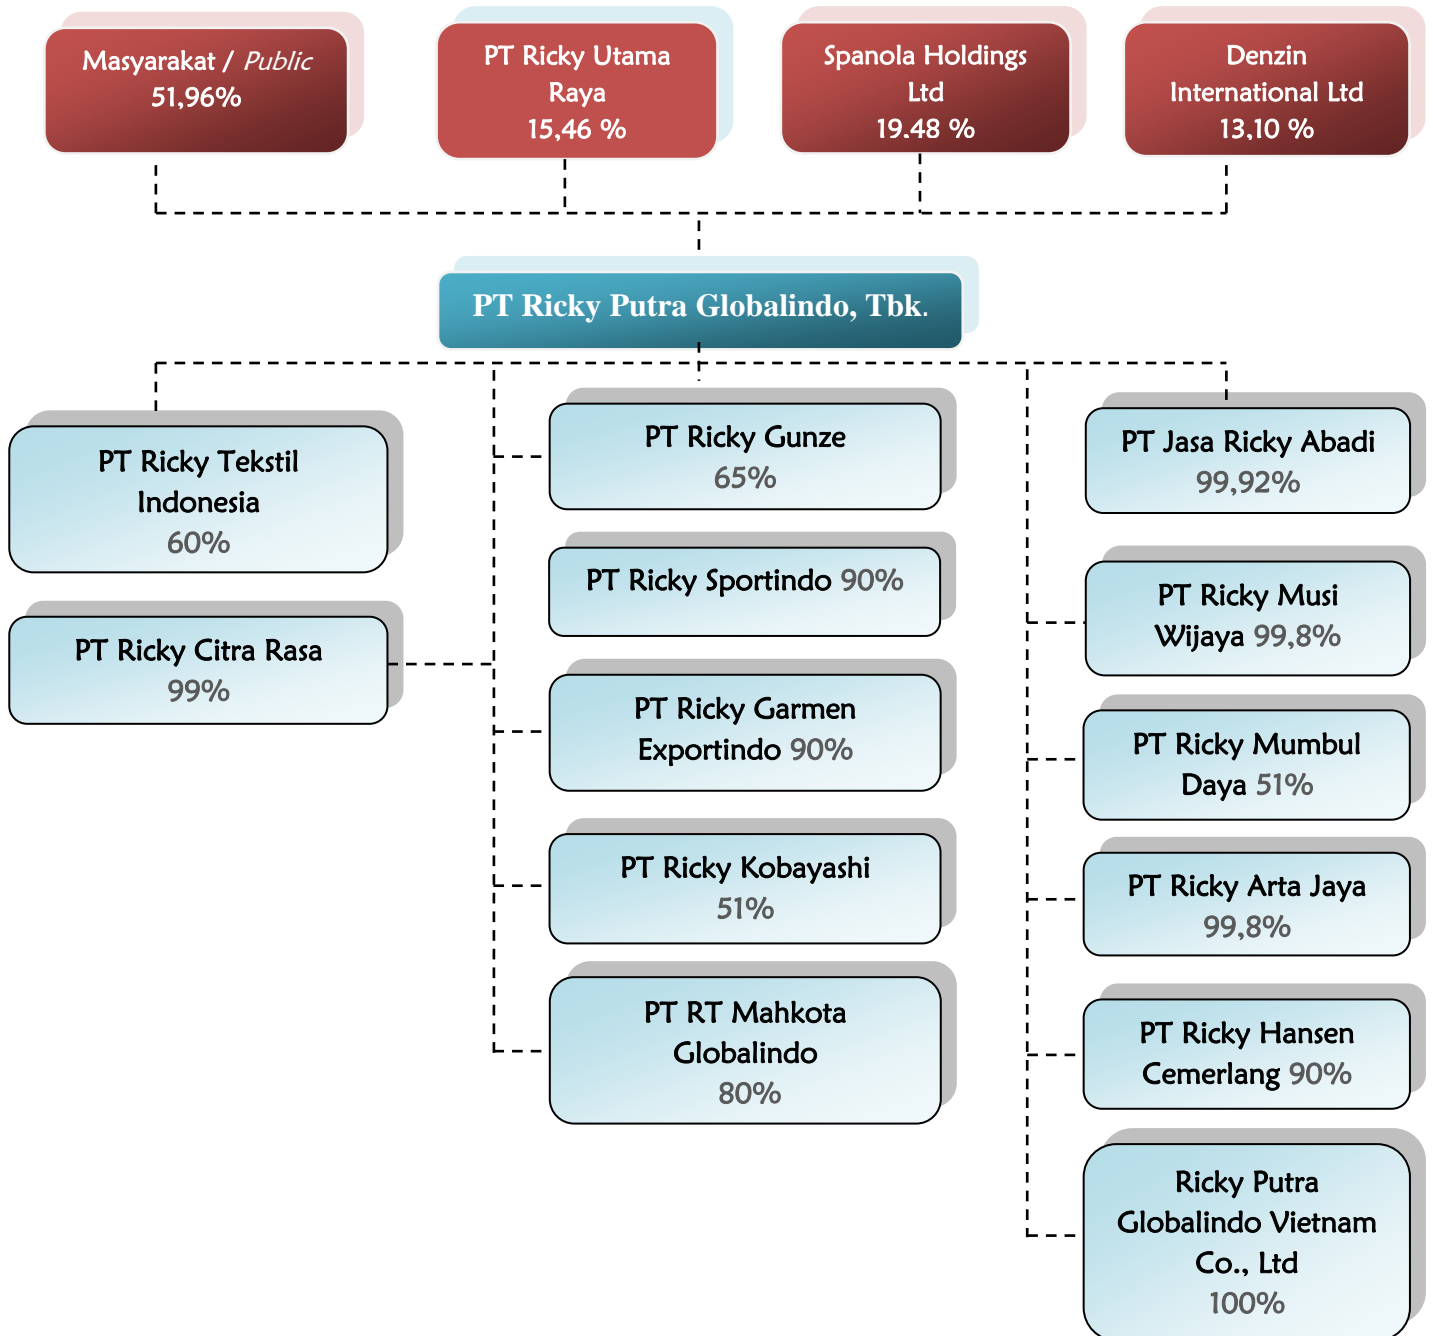 Masyarakat / Public
51,96%
PT Ricky Utama
Raya
15,46 %
Spanola Holdings
Ltd
19.48 %
Denzin
International Ltd
13,10 %
PT Ricky Putra Globalindo, Tbk.
PT Ricky Tekstil
Indonesia
60%
PT Ricky Citra Rasa
99%
PT Ricky Gunze
65%
PT Ricky Sportindo 90%
PT Ricky Garmen
Exportindo 90%
PT Ricky Kobayashi
51%
PT RT Mahkota
Globalindo
80%
PT Jasa Ricky Abadi
99,92%
PT Ricky Musi
Wijaya 99,8%
PT Ricky Mumbul
Daya 51%
PT Ricky Arta Jaya
99,8%
PT Ricky Hansen
Cemerlang 90%
Ricky Putra
Globalindo Vietnam
Co., Ltd
100%